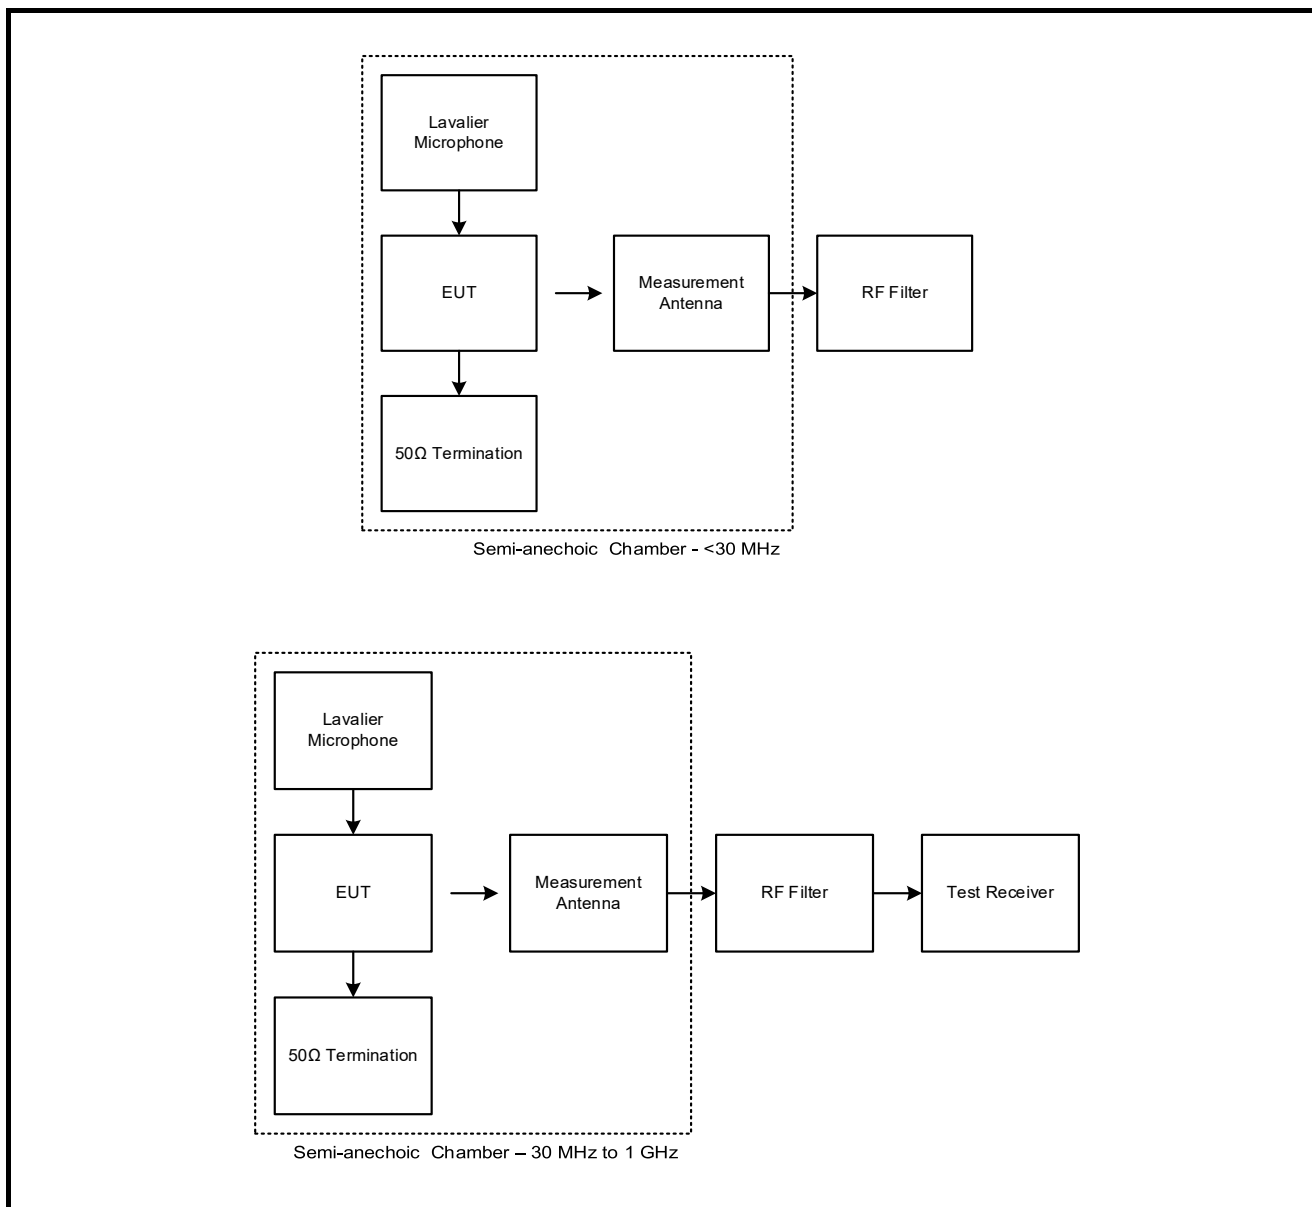 Lavalier
Microphone
EUT
Measurement
Antenna
RF Filter
50Ω Termination
Semi-anechoic Chamber - <30 MHz
Lavalier
Microphone
EUT
Measurement
Antenna
RF Filter
Test Receiver
50Ω Termination
Semi-anechoic Chamber – 30 MHz to 1 GHz